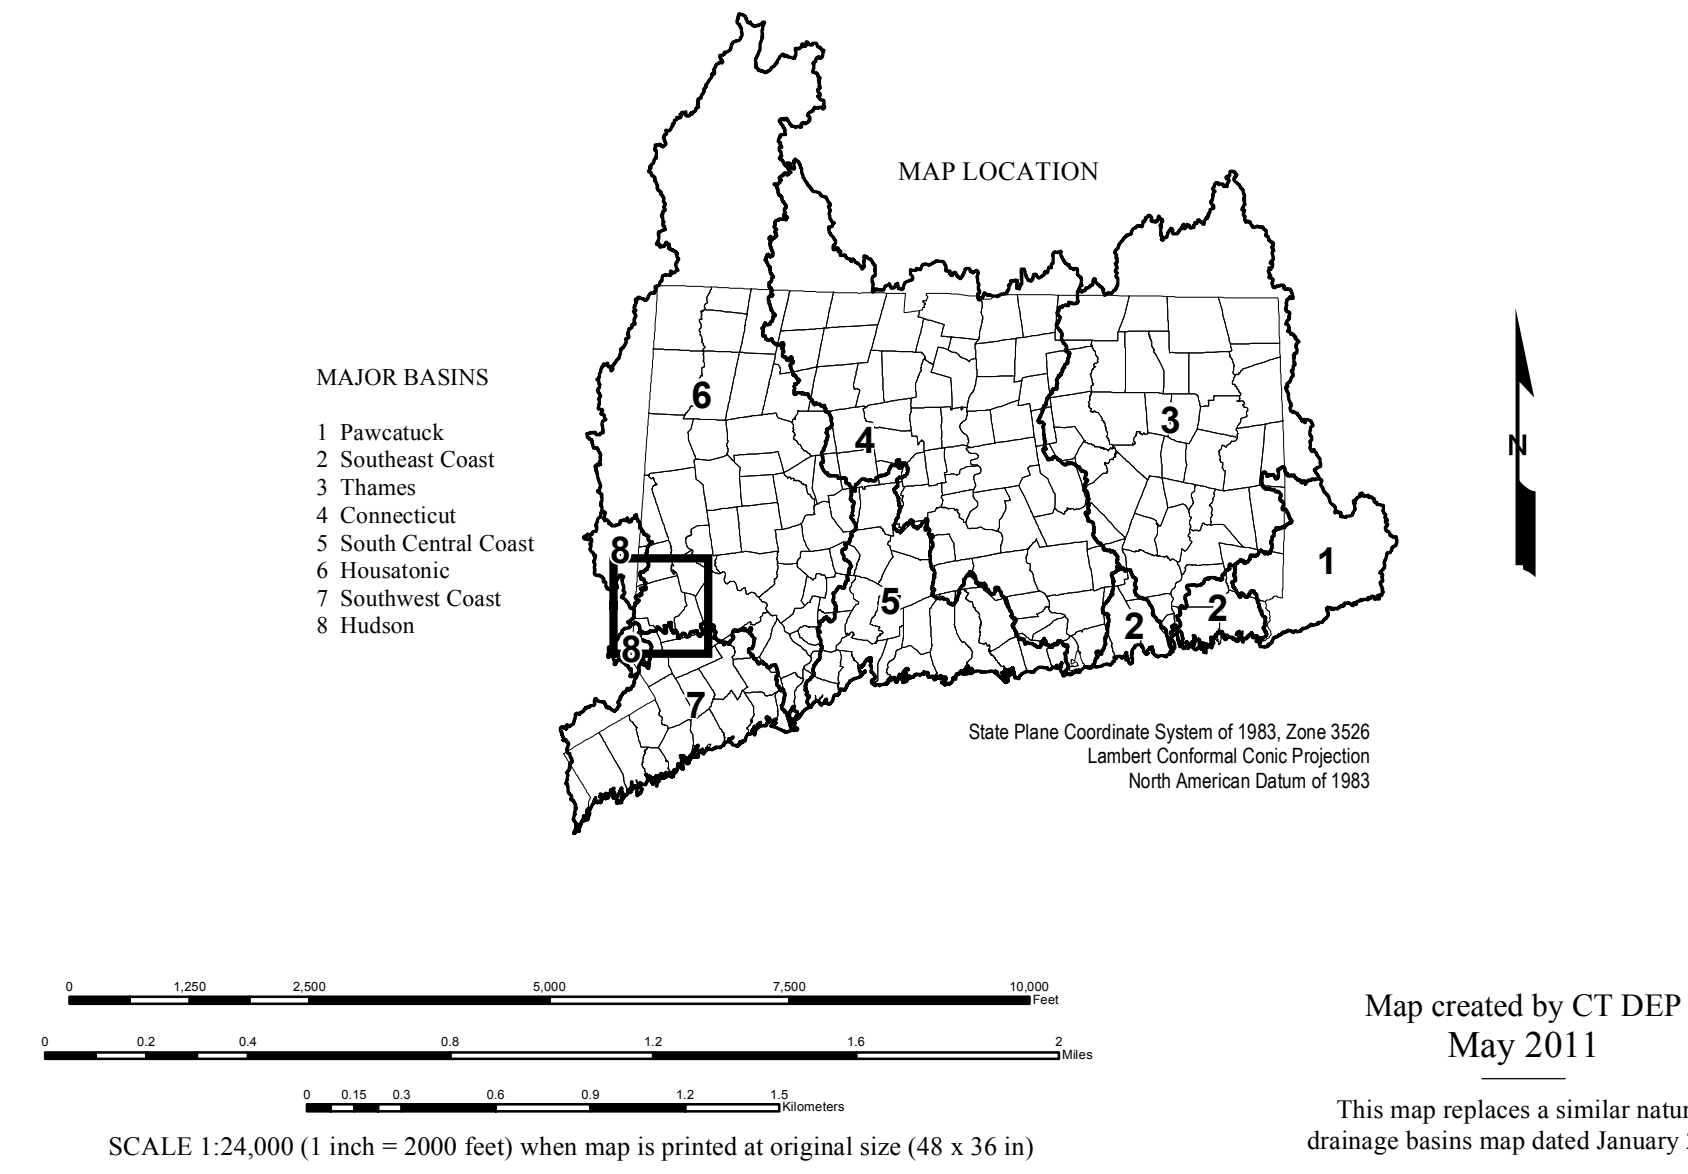 MAP LOCATION
MAJOR BASINS
1 Pawcatuck
2 Southeast Coast
3 Thames
4 Connecticut
5 South Central Coast
6 Housatonic
7 Southwest Coast
8 Hudson
6
4
3
N
8
1
5
2
2
8
7
State Plane Coordinate System of 1983, Zone 3526
Lambert Conformal Conic Projection
North American Datum of 1983
0 1,250 2,500 5,000 7,500 10,000
Feet
0 0.2 0.4 0.8 1.2 1.6 2
Miles
0 0.15 0.3 0.6 0.9 1.2 1.5
Kilometers
SCALE 1:24,000 (1 inch = 2000 feet) when map is printed at original size (48 x 36 in)
Map created by CT DEP
May 2011
This map replaces a similar natur
drainage basins map dated January